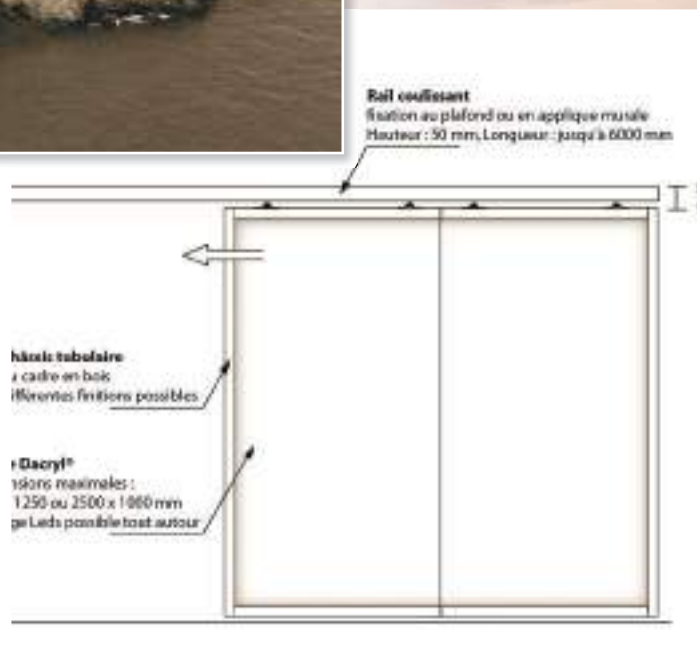 Rail coulissant
fixation au plafond ou en applique murale
Hauteur : 50 mm, Longueur : jusqu'à 6000 mm
hâssis tubulaire
u cadre en bois
ifférentes finitions possibles
e Dacryl®
nsions maximales :
1250 ou 2500 x 1000 mm
ge Leds possible tout autour